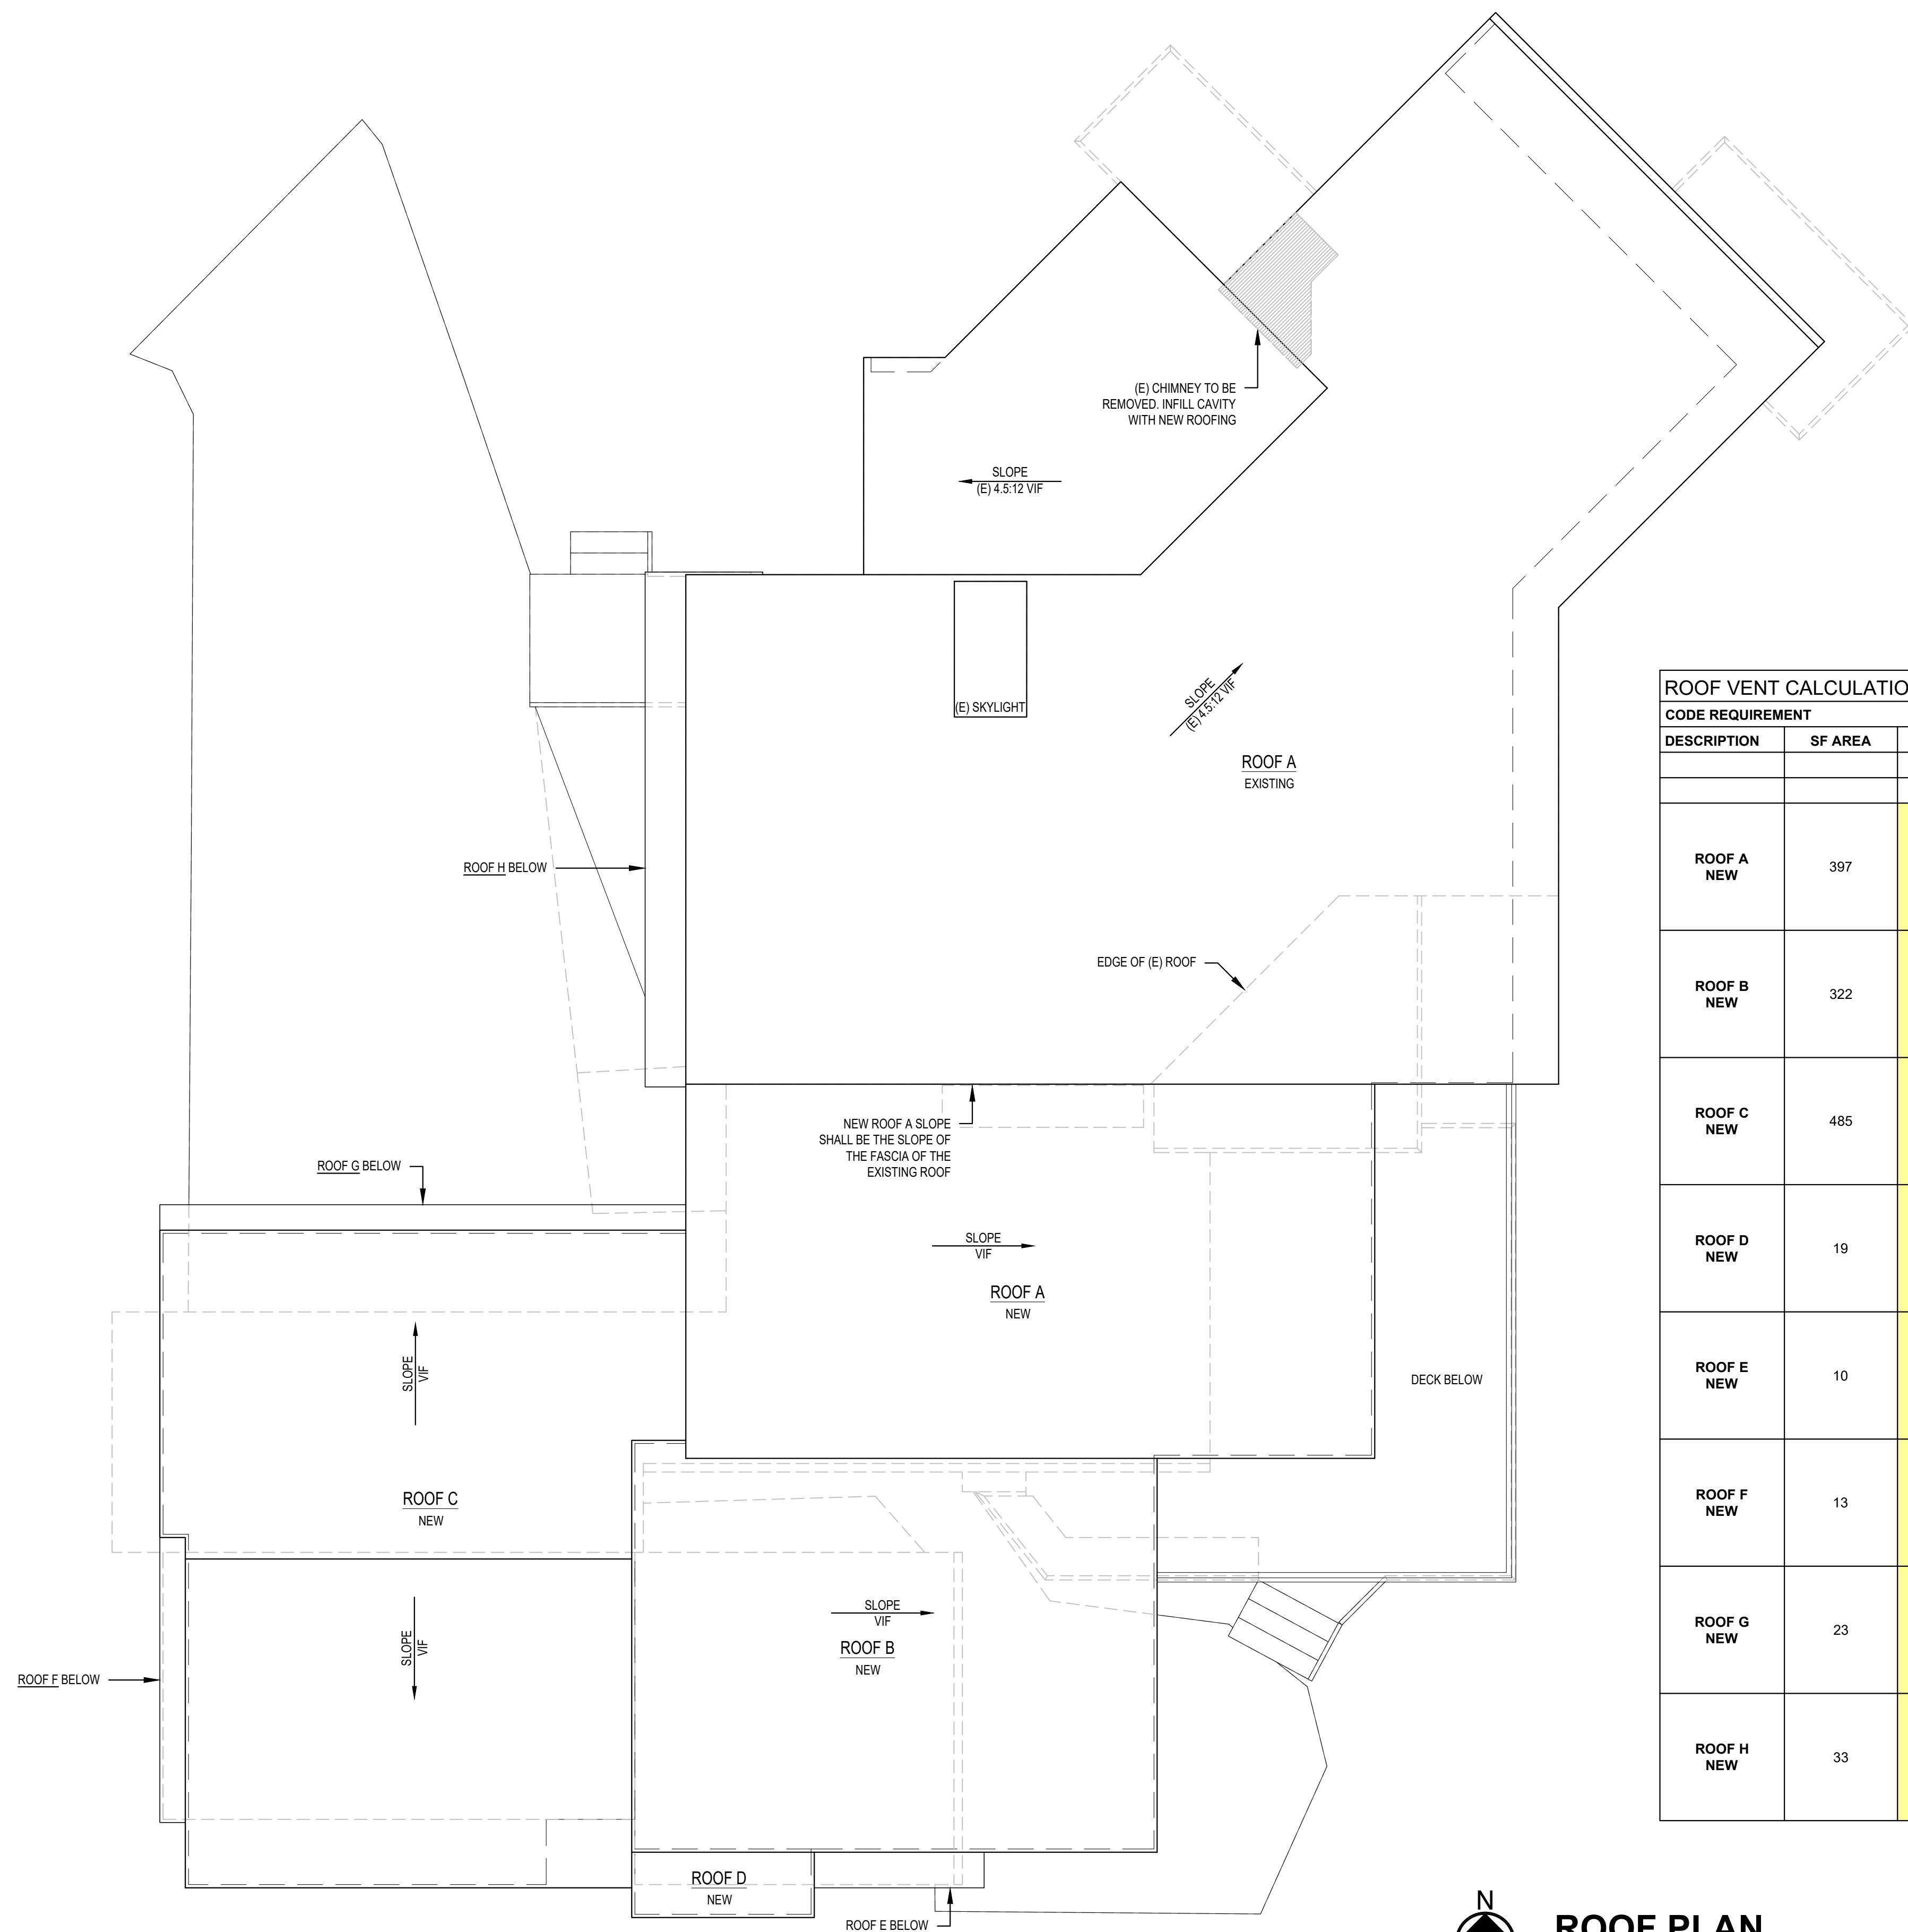 (E) CHIMNEY TO BE
REMOVED. INFILL CAVITY
WITH NEW ROOFING
SLOPE
(E) 4.5:12 VIF
(E) SKYLIGHT
SLOPE
(E) 4.5:12 VIF
ROOF A
EXISTING
ROOF H BELOW
EDGE OF (E) ROOF
NEW ROOF A SLOPE
SHALL BE THE SLOPE OF
THE FASCIA OF THE
EXISTING ROOF
ROOF G BELOW
SLOPE
VIF
ROOF A
NEW
SLOPE
VIF
DECK BELOW
ROOF C
NEW
SLOPE
VIF
SLOPE
VIF
ROOF B
NEW
ROOF F BELOW
ROOF D
NEW
ROOF E BELOW
ROOF VENT CALCULATIO
CODE REQUIREMENT
DESCRIPTION SF AREA
ROOF A
NEW
397
ROOF B
NEW
322
ROOF C
NEW
485
ROOF D
NEW
19
ROOF E
NEW
10
ROOF F
NEW
13
ROOF G
NEW
23
ROOF H
NEW
33
N
ROOF PLAN